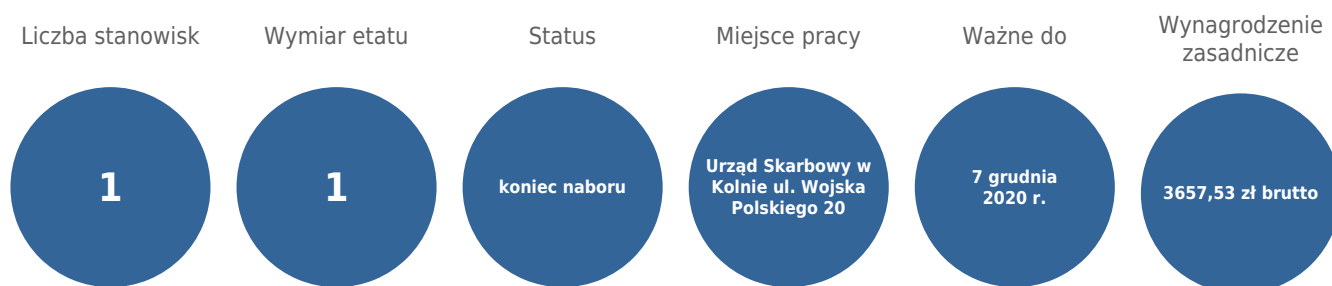 Liczba stanowisk
1
Wymiar etatu
1
Status
koniec naboru
Miejsce pracy
Urząd Skarbowy w
Kolnie ul. Wojska
Polskiego 20
Ważne do
7 grudnia
2020 r.
Wynagrodzenie
zasadnicze
3657,53 zł brutto